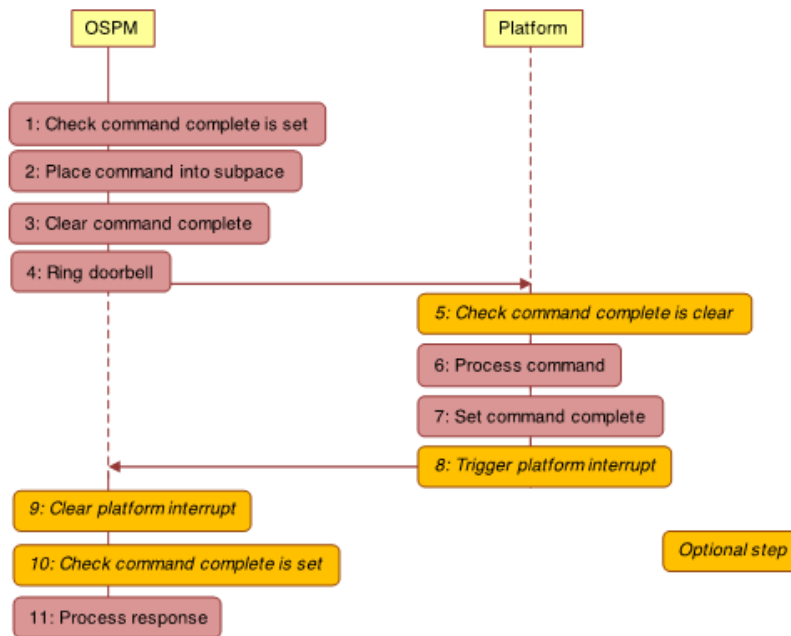 OSPM
Platform
1: Check command complete is set
2: Place command into subpace
3: Clear command complete
4: Ring doorbell
5: Check command complete is clear
6: Process command
7: Set command complete
8: Trigger platform interrupt
9: Clear platform interrupt
10: Check command complete is set
Optional step
11: Process response